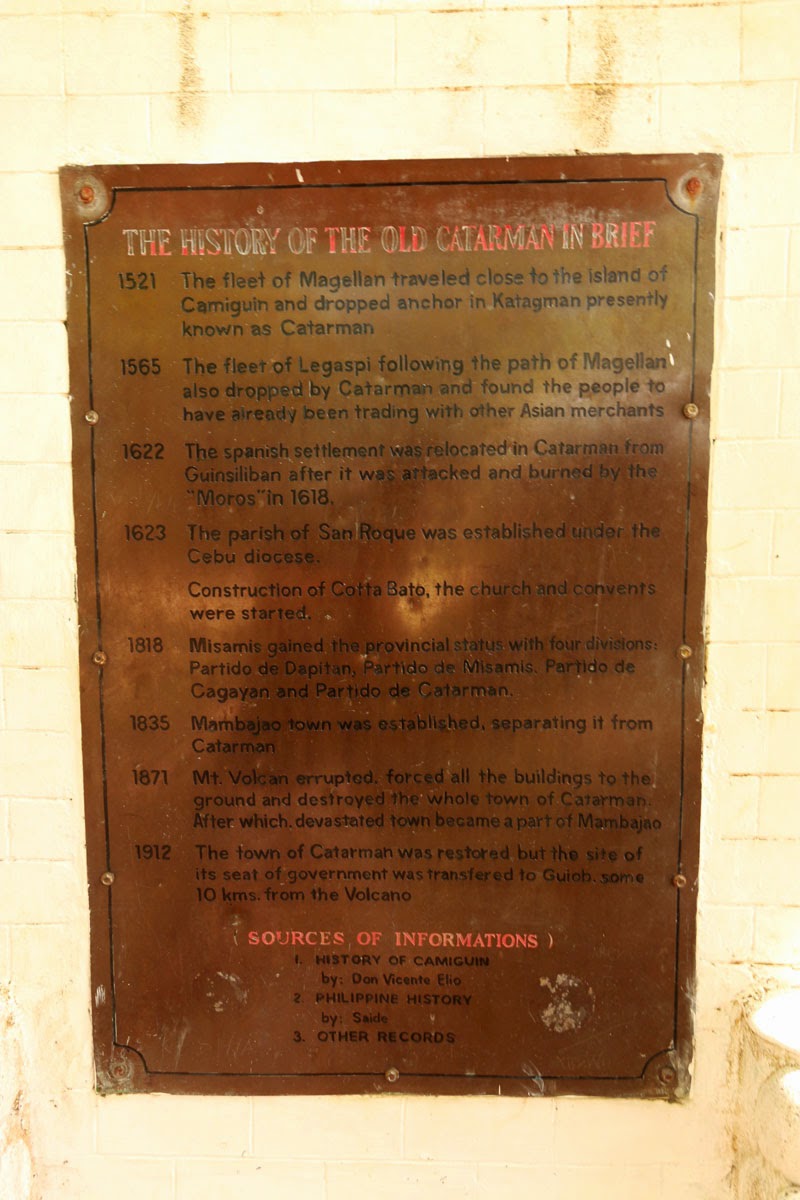 THE HISTORY OF THE OLD CATARMAN IN BRIEF
1521 The fleet of Magellan traveled close to the island of
Camiguin and dropped anchor in Katagman presently
known as Catarman
1565 The fleet of Legaspi following the path of Magellan
also dropped by Catarman and found the people to
have already been trading with other Asian merchants
1622 The spanish settlement was relocated in Catarman from
Guinsiliban after it was attacked and burned by the
"Moros" in 1618.
1623 The parish of San Roque was established under the
Cebu diocese.
Construction of Cotta Bato, the church and convents
were started.
1818 Misamis gained the provincial status with four divisions:
Partido de Dapitan, Partido de Misamis. Partido de
Cagayan and Partido de Catarman.
1835 Mambajao town was established, separating it from
Catarman
1871 Mt. Volcan errupted, forced all the buildings to the
ground and destroyed the whole town of Catarman.
After which, devastated town became a part of Mambajao
1912 The town of Catarman was restored but the site of
its seat of government was transfered to Guiob, some
10 kms. from the Volcano
( SOURCES OF INFORMATIONS )
1. HISTORY OF CAMIGUIN
by: Don Vicente Elio
2. PHILIPPINE HISTORY
by: Saide
3. OTHER RECORDS